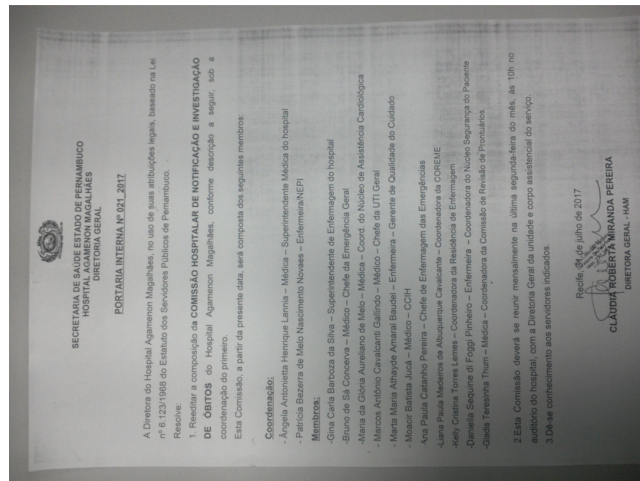 SECRETARIA DE SAÚDE ESTADO DE PERNAMBUCO
HOSPITAL AGAMENON MAGALHÃES
DIRETORIA GERAL
PORTARIA INTERNA Nº 021_2017
A Diretora do Hospital Agamenon Magalhães, no uso de suas atribuições legais, baseado na Lei
nº 6.123/1968 do Estatuto dos Servidores Públicos de Pernambuco.
Resolve:
1. Reeditar a composição da COMISSÃO HOSPITALAR DE NOTIFICAÇÃO E INVESTIGAÇÃO
DE ÓBITOS do Hospital Agamenon Magalhães, conforme descrição a seguir, sob a
coordenação do primeiro.
Esta Comissão, a partir da presente data, será composta dos seguintes membros:
Coordenação:
- Ângela Antonietta Henrique Lannia – Médica – Superintendente Médica do hospital
- Patrícia Bezerra de Melo Nascimento Novaes – Enfermeira/NEPI
Membros:
-Gina Carla Barboza da Silva – Superintendente de Enfermagem do hospital
-Bruno de Sá Concerva – Médico – Chefe da Emergência Geral
-Maria da Glória Aureliano de Melo – Médica – Coord. do Núcleo de Assistência Cardiológica
- Marcos Antônio Cavalcanti Gallindo – Médico – Chefe da UTI Geral
- Marta Maria Athayde Amaral Baudel – Enfermeira – Gerente de Qualidade do Cuidado
- Moacir Batista Jucá – Médico – CCIH
-Ana Paula Catanho Pereira – Chefe de Enfermagem das Emergências
-Liana Paula Medeiros de Albuquerque Cavalcante - Coordenadora da COREME
-Kelly Cristina Torres Lemes – Coordenadora da Residência de Enfermagem
-Daniella Sequine di Foggi Pinheiro – Enfermeira – Coordenadora do Núcleo Segurança do Paciente
-Gladis Teresinha Thum – Médica – Coordenadora da Comissão de Revisão de Prontuários.
2.Esta Comissão deverá se reunir mensalmente na última segunda-feira do mês, às 10h no
auditório do hospital, com a Diretoria Geral da unidade e corpo assistencial do serviço.
3.Dê-se conhecimento aos servidores indicados.
Recife, 31 de julho de 2017
CLÁUDIA ROBERTA MIRANDA PEREIRA
DIRETORA GERAL - HAM